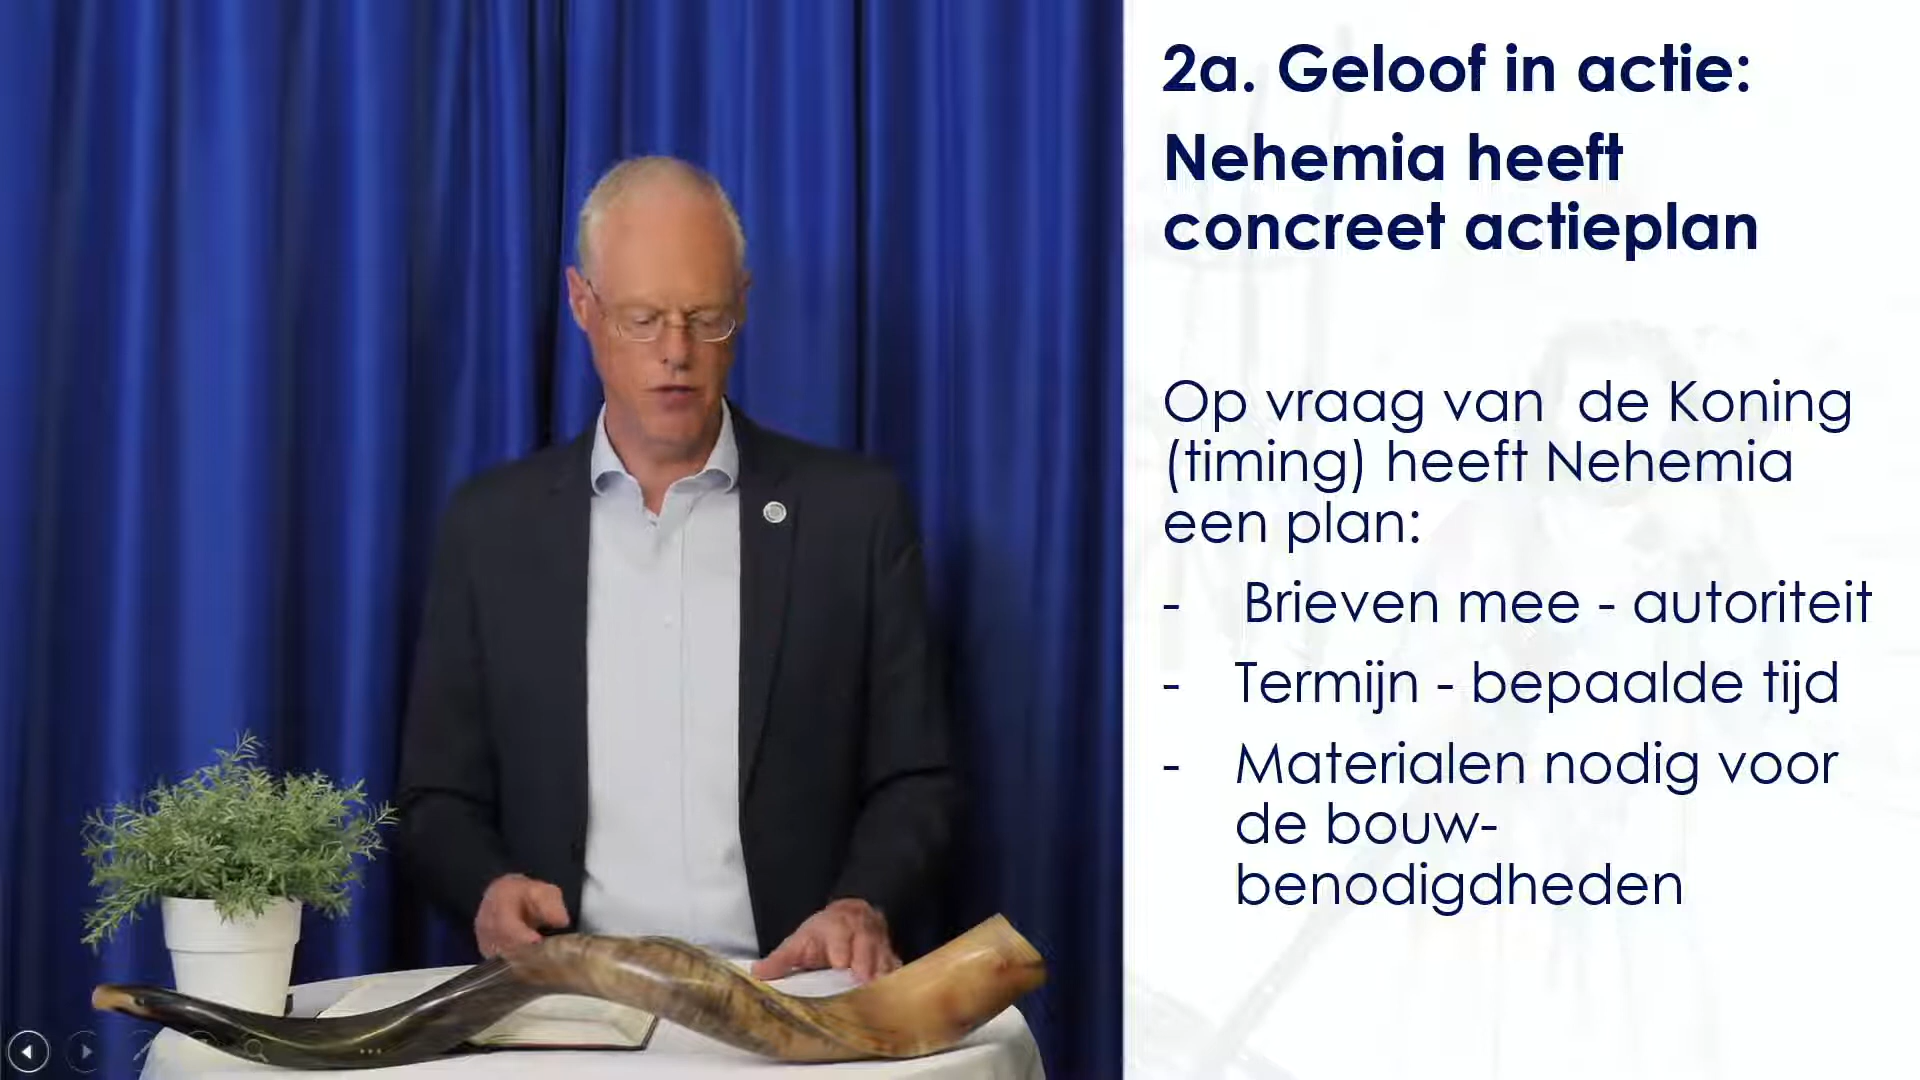 2a. Geloof in actie:
Nehemia heeft
concreet actieplan
Op vraag van de Koning
(timing) heeft Nehemia
een plan:
- Brieven mee - autoriteit
- Termijn - bepaalde tijd
- Materialen nodig voor
de bouw-
benodigdheden